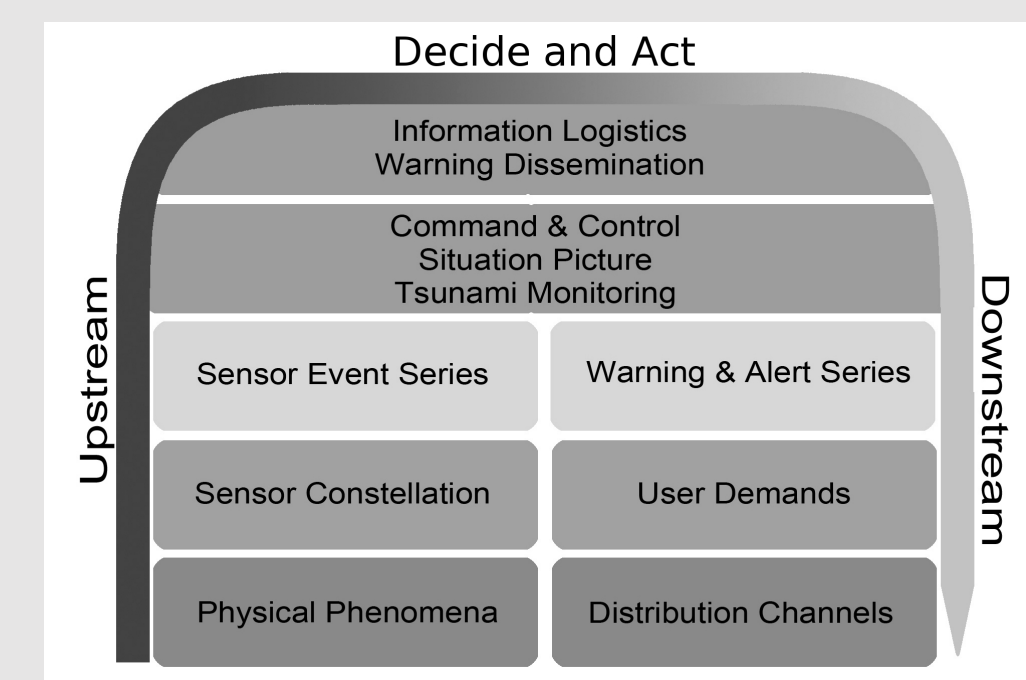 Decide and Act
Information Logistics
Warning Dissemination
Command & Control
Situation Picture
Tsunami Monitoring
Upstream
Downstream
Sensor Event Series
Warning & Alert Series
Sensor Constellation
User Demands
Physical Phenomena
Distribution Channels